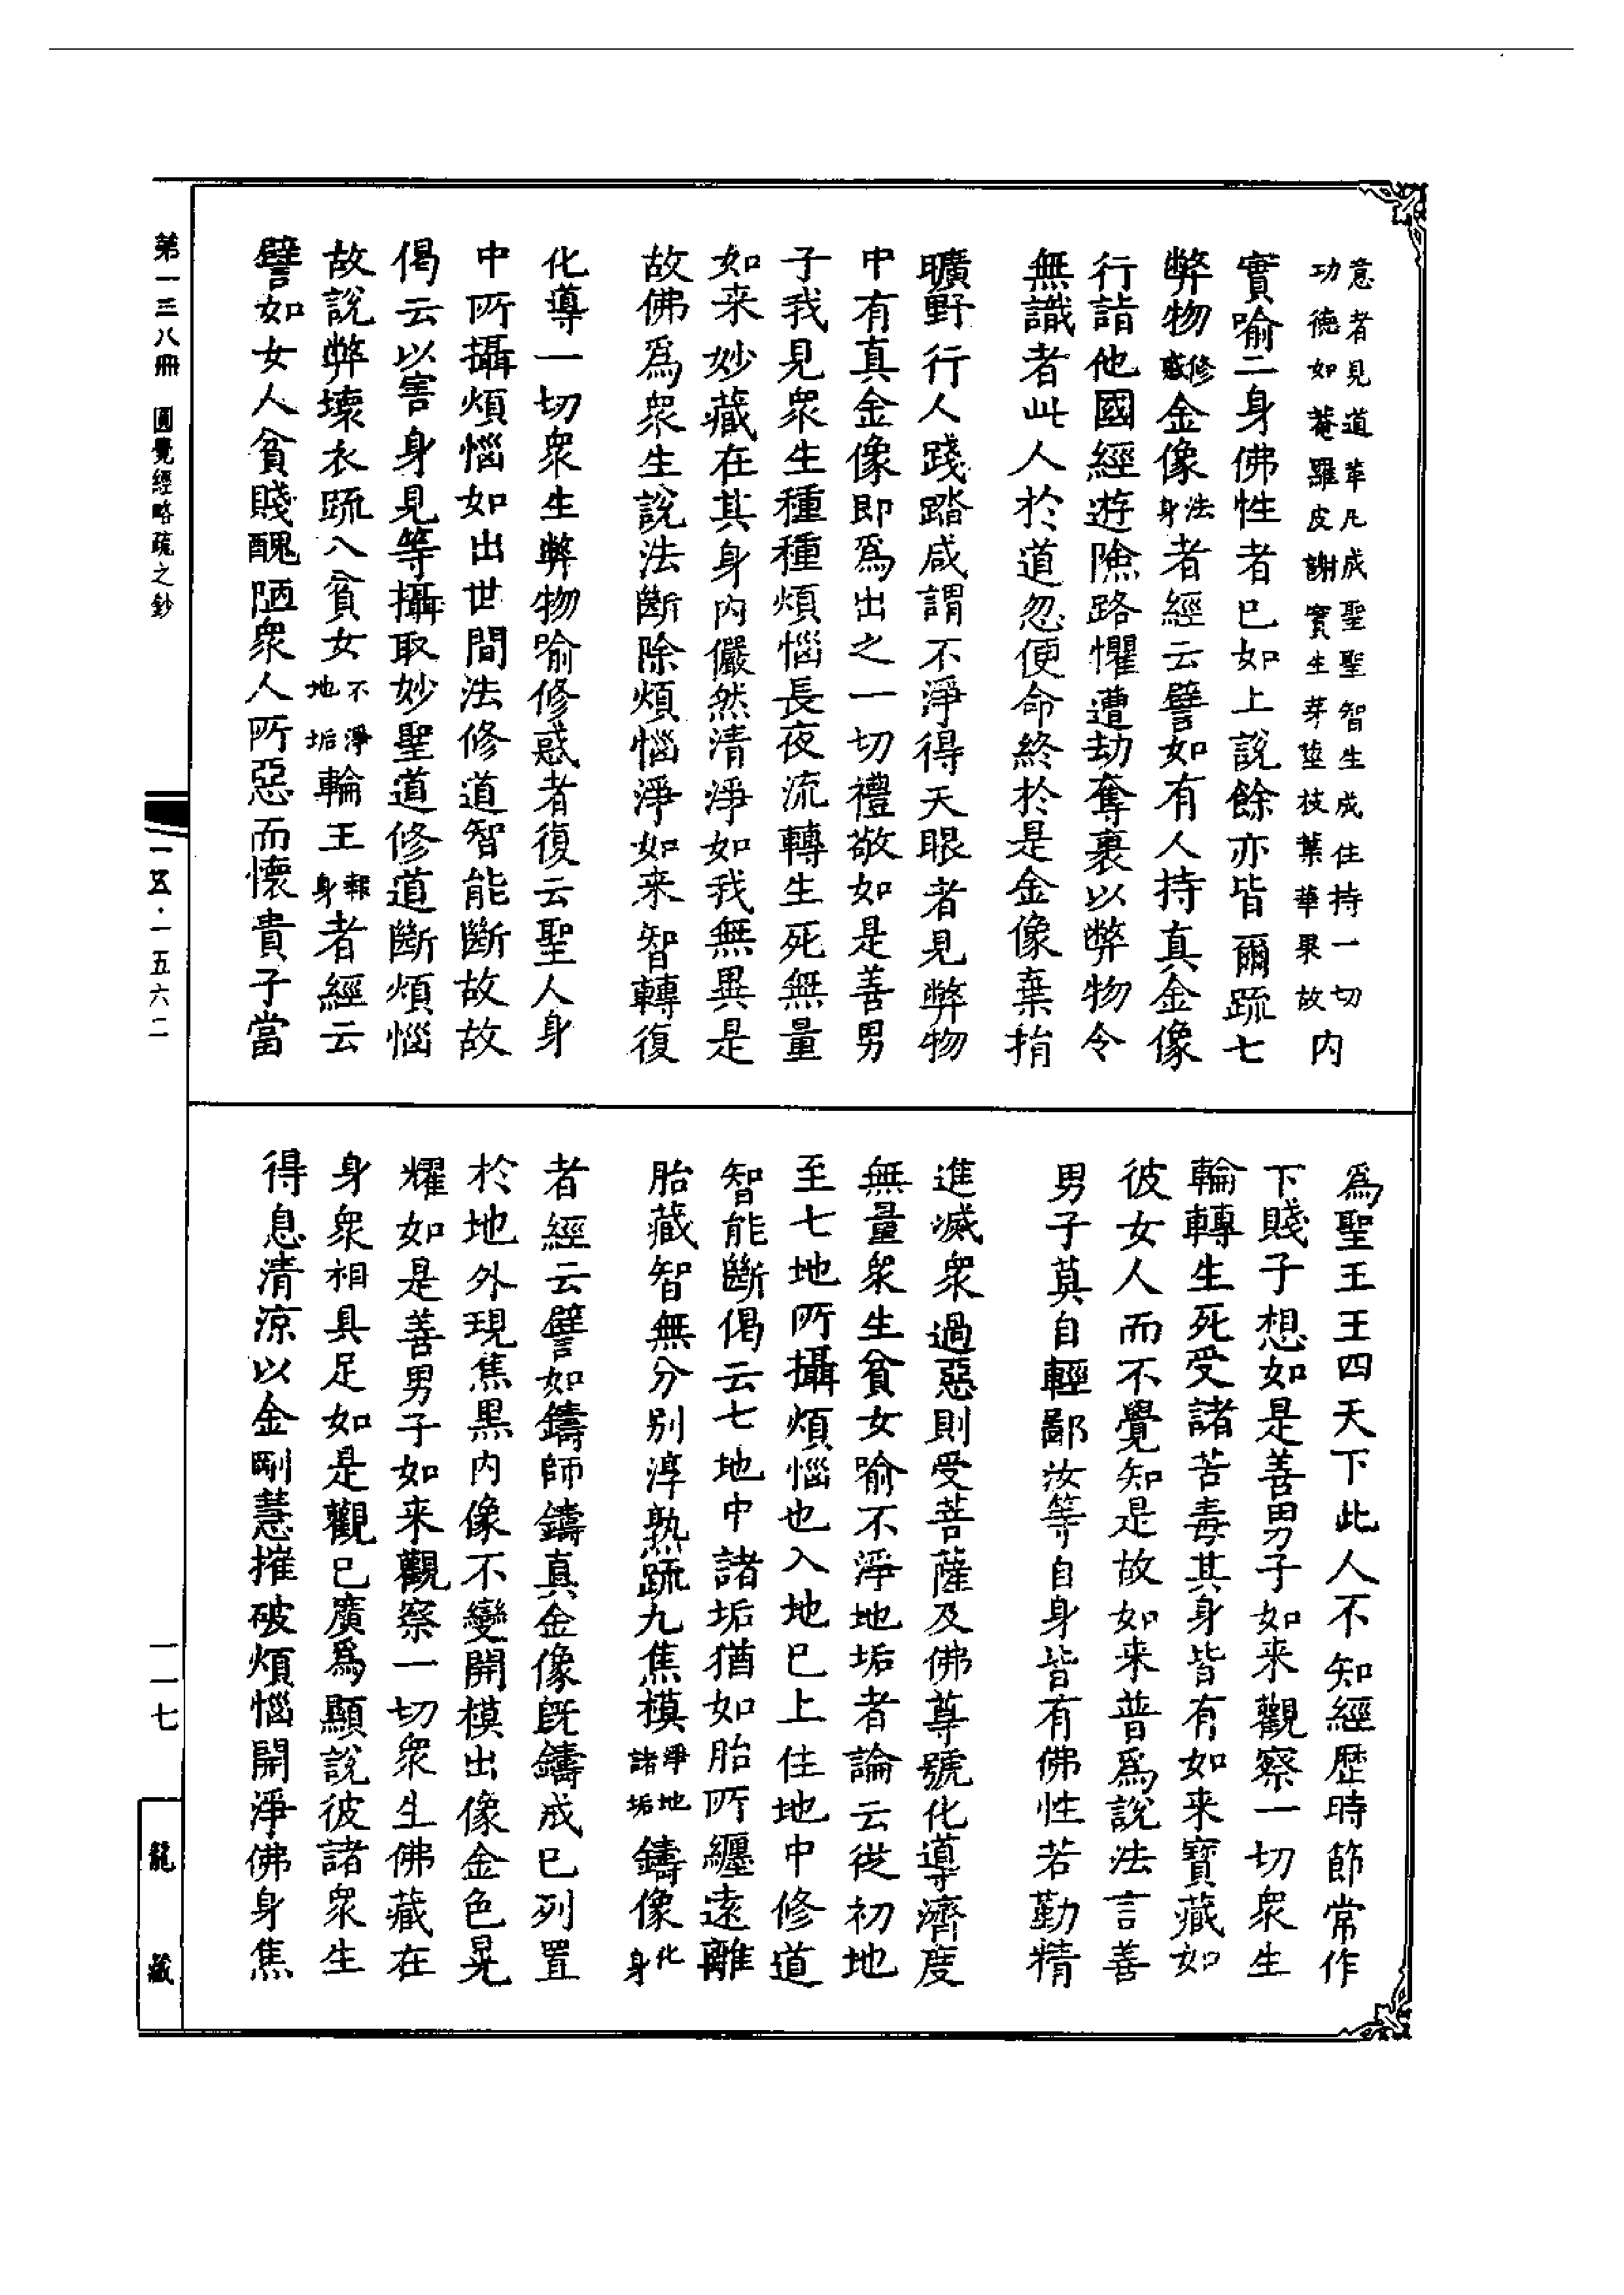 意者見道革凡成聖聖智生成住持一切
功德如菴羅皮謝實生芽莖枝葉華果故内
實喻二身佛性者已如上說餘亦皆爾䟽七
弊物修惑金像法身者經云譬如有人持真金像
行詣他國經遊險路懼遭劫奪裹以弊物令
無識者此人於道忽便命終於是金像棄捐
曠野行人踐踏咸謂不淨得天眼者見弊物
中有真金像即爲出之一切禮敬如是善男
子我見衆生種種煩惱長夜流轉生死無量
如来妙藏在其身内儼然清淨如我無異是
故佛爲衆生說法斷除煩惱淨如来智轉復
化導一切衆生弊物喻修惑者復云聖人身
中所攝煩惱如出世間法修道智能斷故故
偈云以害身見等攝取妙聖道修道斷煩惱
故說弊壊衣䟽八貧女不淨地垢輪王報身者經云
譬如女人貧賤醜陋衆人所惡而懷貴子當
爲聖王王四天下此人不知經歷時節常作
下賤子想如是善男子如来觀察一切衆生
輪轉生死受諸苦毒其身皆有如来寶藏如
彼女人而不覺知是故如来普爲說法言善
男子莫自輕鄙汝等自身皆有佛性若勤精
進滅衆過惡則受菩薩及佛尊號化導濟度
無量衆生貧女喻不淨地垢者論云從初地
至七地所攝煩惱也入地已上住地中修道
智能斷偈云七地中諸垢猶如胎所纏遠離
胎藏智無分别淳熟䟽九焦模淨地諸垢鑄像化身
者經云譬如鑄師鑄真金像既鑄成已列置
於地外現焦黒内像不變開模出像金色晃
耀如是善男子如来觀察一切衆生佛藏在
身衆相具足如是觀已廣爲顯說彼諸衆生
得息清涼以金剛慧摧破煩惱開淨佛身焦
第一三八冊 圓覺經略疏之鈔
一五·一五六二
一一七
龍藏